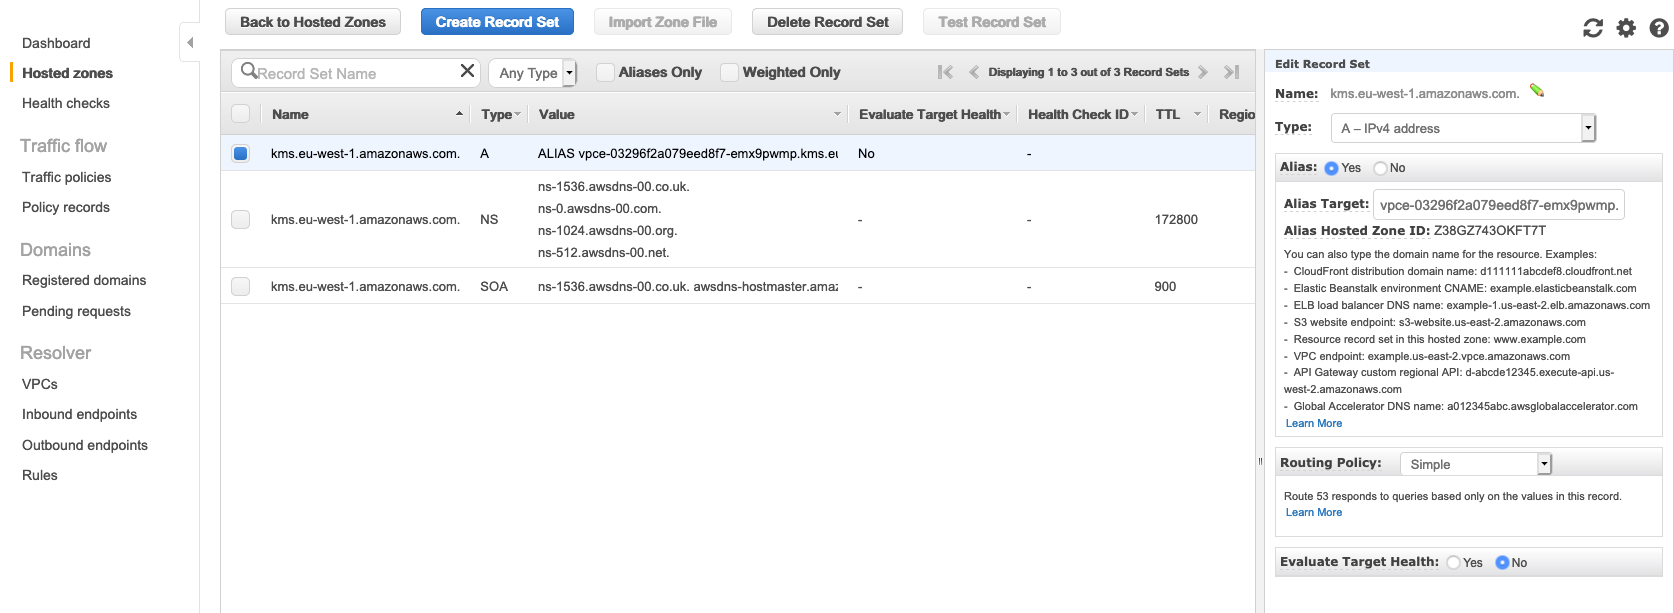 Back to Hosted Zones
Create Record Set
Import Zone File
Delete Record Set
Test Record Set
Dashboard
Hosted zones
Health checks
Traffic flow
Traffic policies
Policy records
Domains
Registered domains
Pending requests
Resolver
VPCs
Inbound endpoints
Outbound endpoints
Rules
Record Set Name
Any Type
Aliases Only
Weighted Only
Displaying 1 to 3 out of 3 Record Sets
Name Type Value Evaluate Target Health Health Check ID TTL Regio
kms.eu-west-1.amazonaws.com. A ALIAS vpce-03296f2a079eed8f7-emx9pwmp.kms.eu No -
ns-1536.awsdns-00.co.uk.
ns-0.awsdns-00.com.
kms.eu-west-1.amazonaws.com. NS - - 172800
ns-1024.awsdns-00.org.
ns-512.awsdns-00.net.
kms.eu-west-1.amazonaws.com. SOA ns-1536.awsdns-00.co.uk. awsdns-hostmaster.amaz - - 900
Edit Record Set
Name: kms.eu-west-1.amazonaws.com.
Type: A – IPv4 address
Alias: Yes No
Alias Target: vpce-03296f2a079eed8f7-emx9pwmp.
Alias Hosted Zone ID: Z38GZ743OKFT7T
You can also type the domain name for the resource. Examples:
- CloudFront distribution domain name: d111111abcdef8.cloudfront.net
- Elastic Beanstalk environment CNAME: example.elasticbeanstalk.com
- ELB load balancer DNS name: example-1.us-east-2.elb.amazonaws.com
- S3 website endpoint: s3-website.us-east-2.amazonaws.com
- Resource record set in this hosted zone: www.example.com
- VPC endpoint: example.us-east-2.vpce.amazonaws.com
- API Gateway custom regional API: d-abcde12345.execute-api.us-
west-2.amazonaws.com
- Global Accelerator DNS name: a012345abc.awsglobalaccelerator.com
Learn More
Routing Policy: Simple
Route 53 responds to queries based only on the values in this record.
Learn More
Evaluate Target Health: Yes No